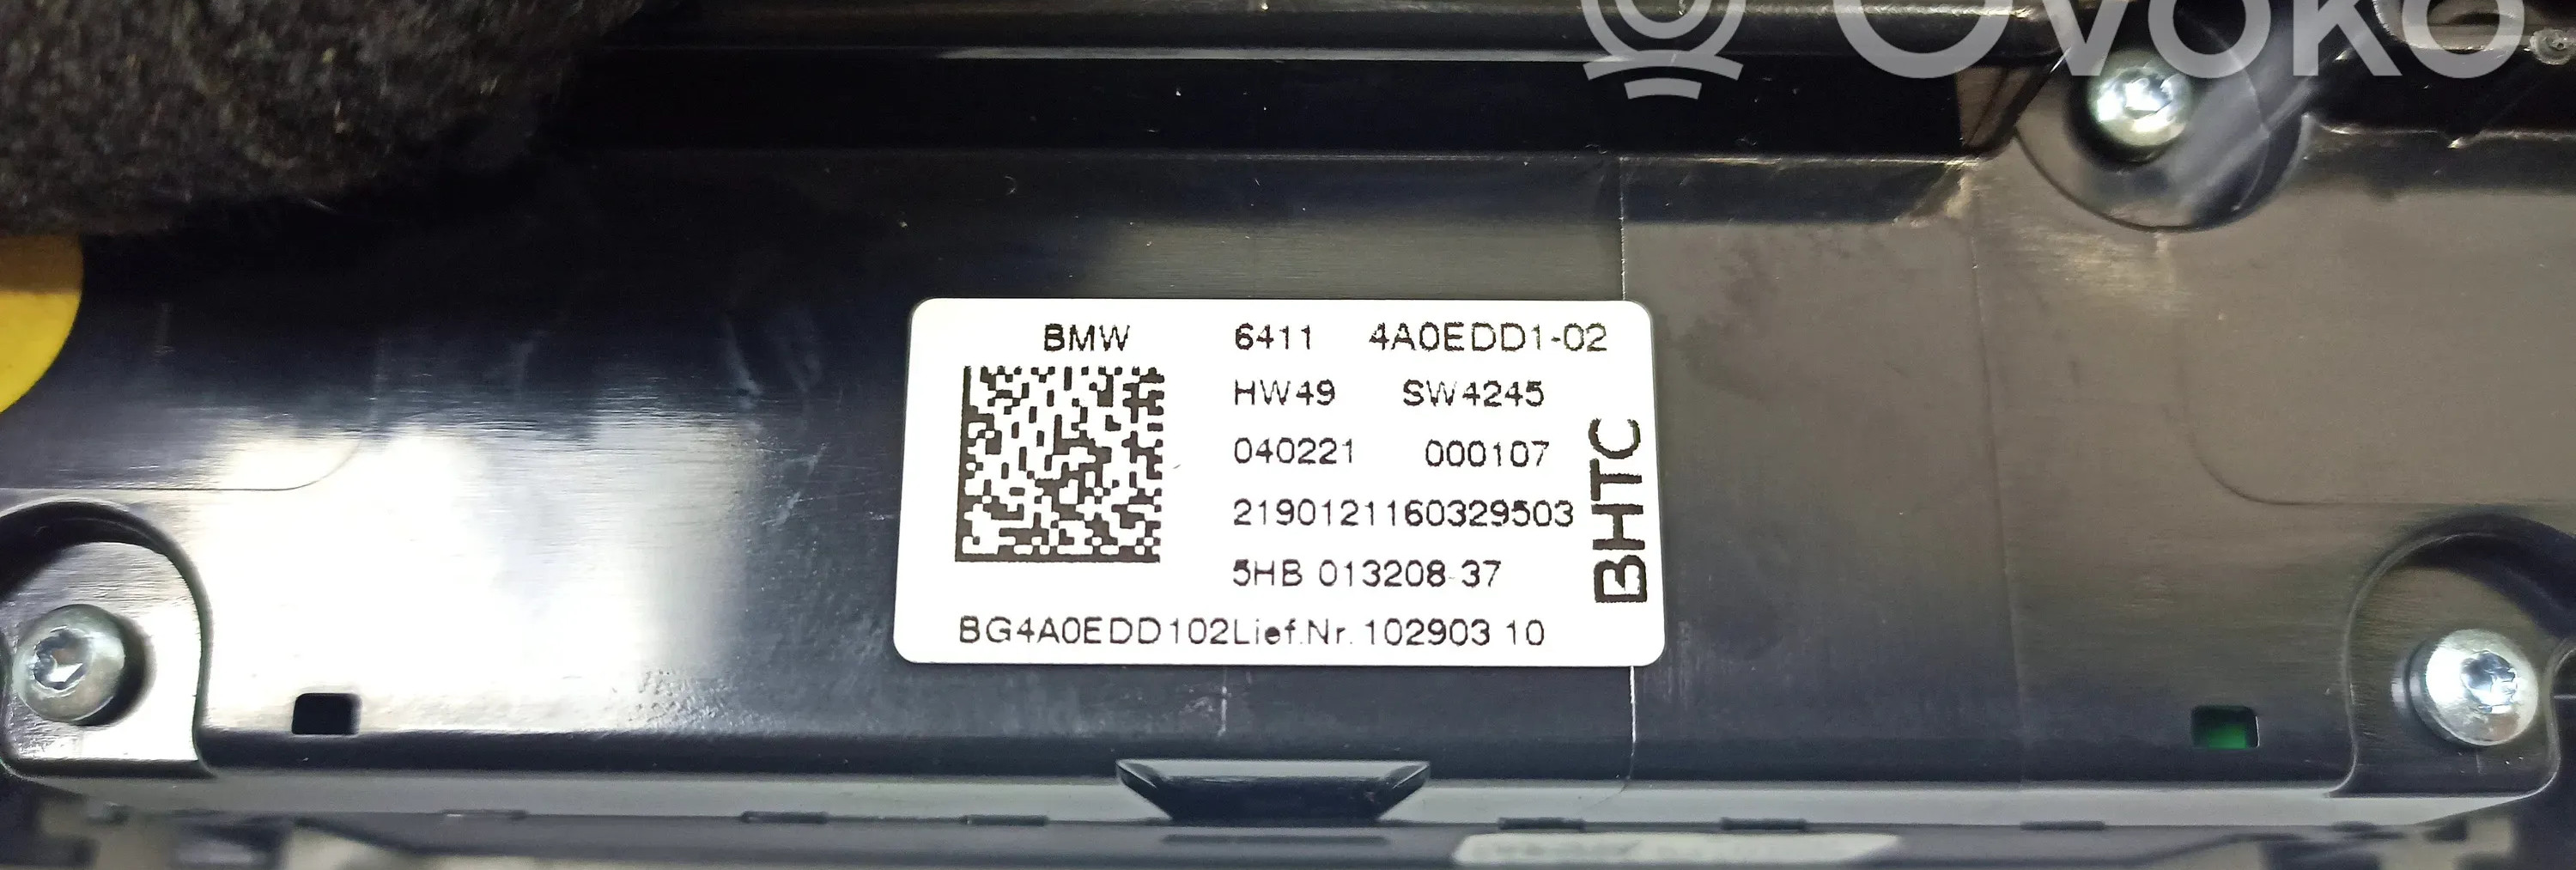 Ovoko
BMW 6411 4A0EDD1-02
HW49 SW4245
040221 000107
2190121160329503
5HB 013208-37
BHTC
BG4A0EDD102Lief.Nr.102903 10